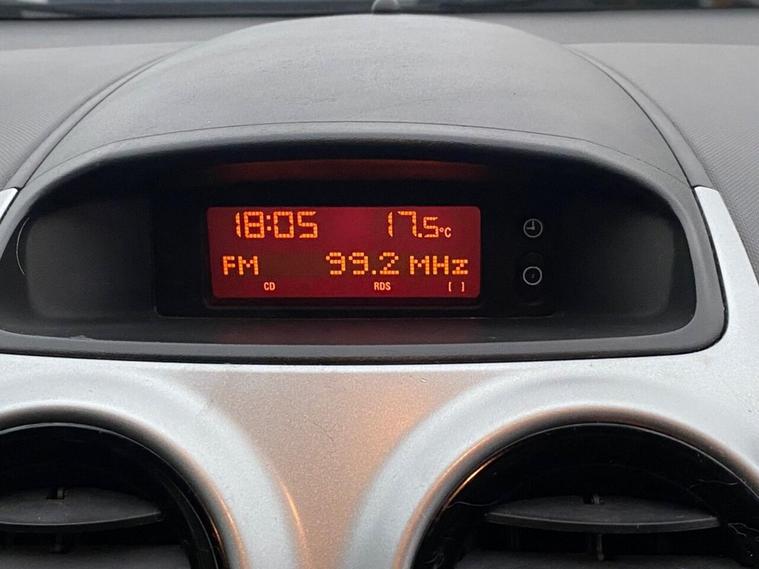 18:05 17.5°C
FM 99.2 MHz
CD RDS [ ]